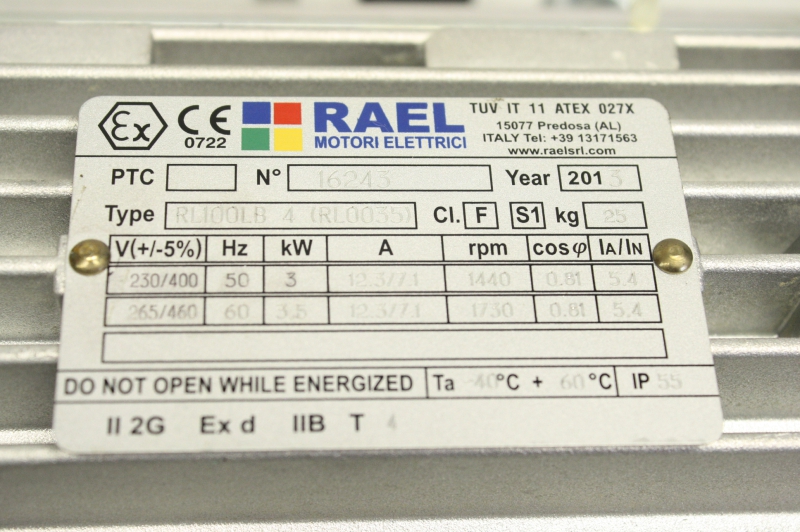 Ex CE 0722 RAEL MOTORI ELETTRICI
TUV IT 11 ATEX 027X
15077 Predosa (AL)
ITALY Tel: +39 13171563
www.raelsrl.com
PTC N° 16243 Year 2013
Type RL100LB 4 (RL0035) Cl. F S1 kg 25
V(+/-5%) Hz kW A rpm cosφ IA/IN
230/400 50 3 12.3/7.1 1440 0.81 5.4
265/460 60 3.5 12.3/7.1 1730 0.81 5.4
DO NOT OPEN WHILE ENERGIZED Ta -40°C + 60°C IP 55
II 2G Ex d IIB T 4